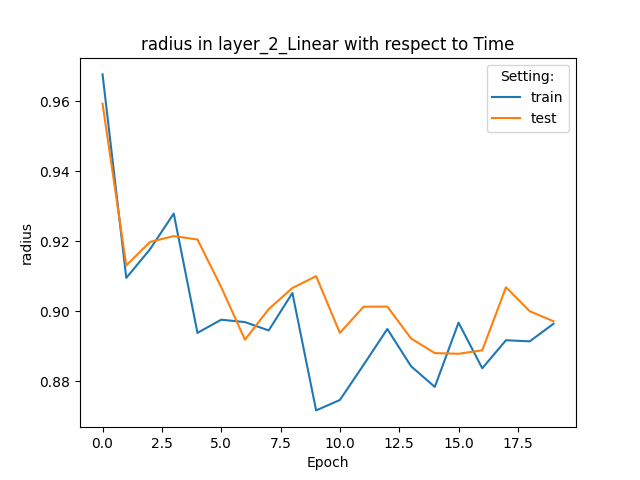 radius in layer_2_Linear with respect to Time
Setting:
train
test
0.96
0.94
0.92
0.90
0.88
radius
0.0 2.5 5.0 7.5 10.0 12.5 15.0 17.5
Epoch